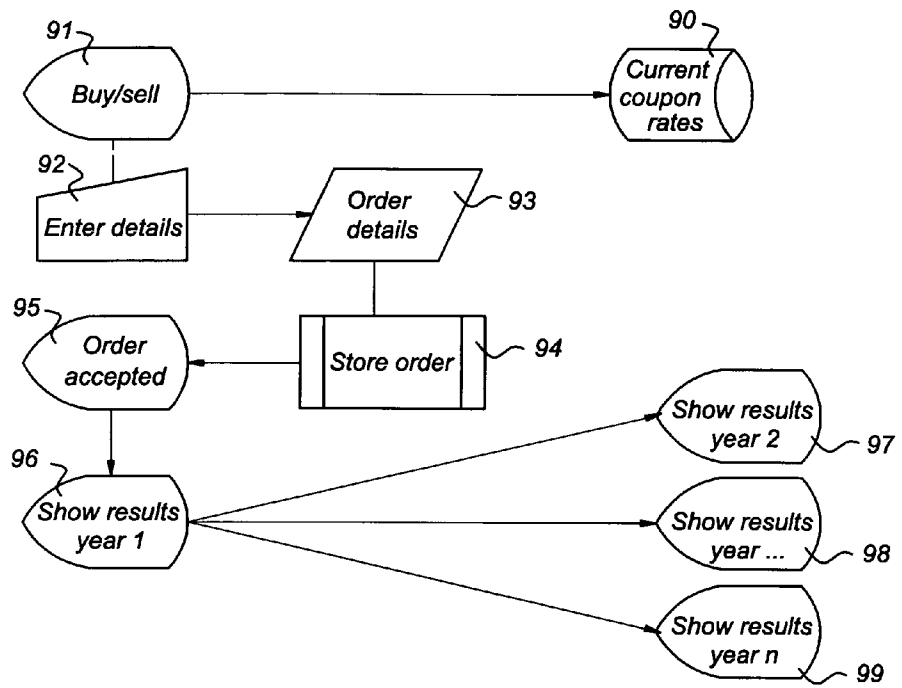 91
Buy/sell
90
Current
coupon
rates
92
Enter details
Order
details
93
95
Order
accepted
Store order
94
96
Show results
year 1
Show results
year 2
97
Show results
year ...
98
Show results
year n
99